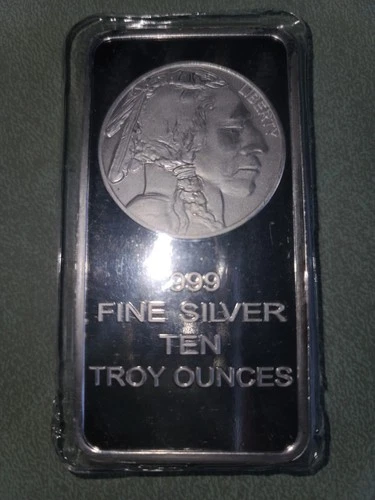 LIBERTY
.999
FINE SILVER
TEN
TROY OUNCES